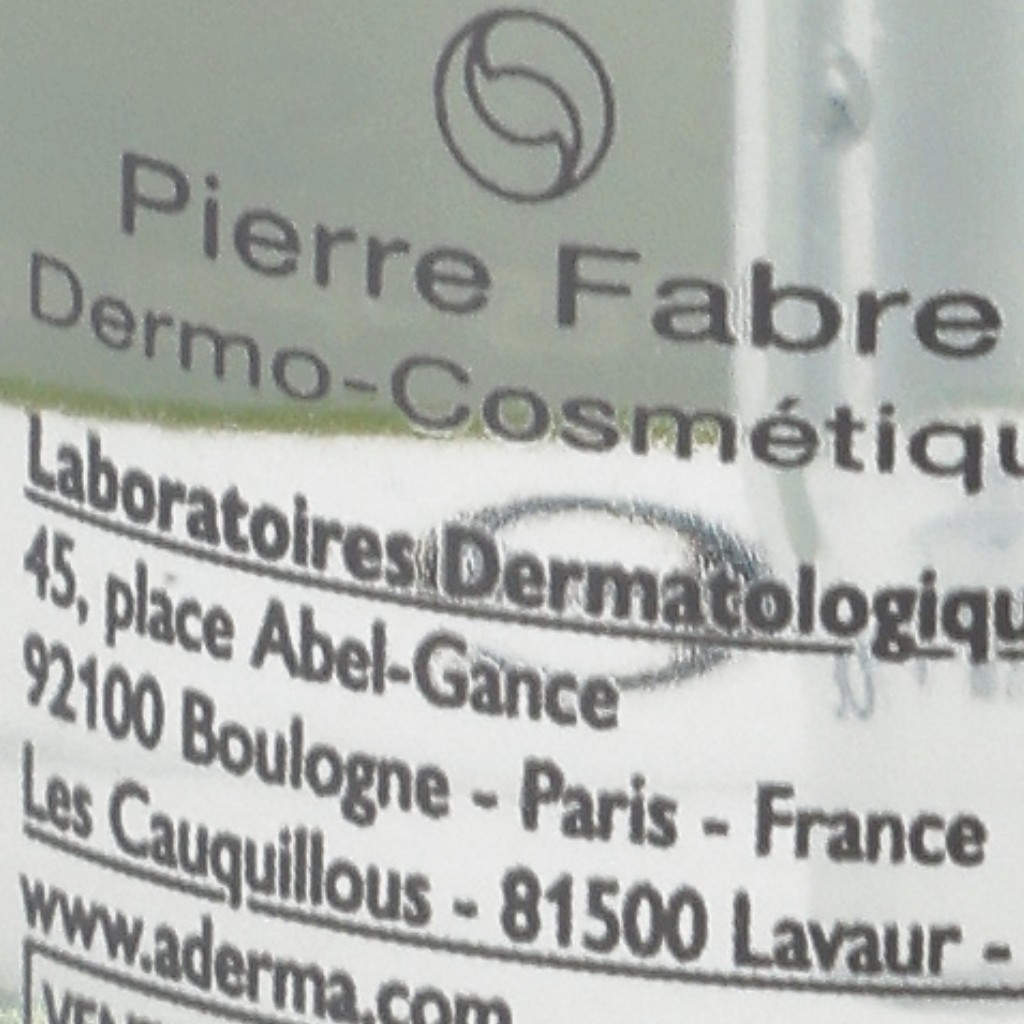 Pierre Fabre
Dermo-Cosmétiqu
Laboratoires Dermatologiqu
45, place Abel-Gance
92100 Boulogne - Paris - France
Les Cauquillous - 81500 Lavaur -
www.aderma.com